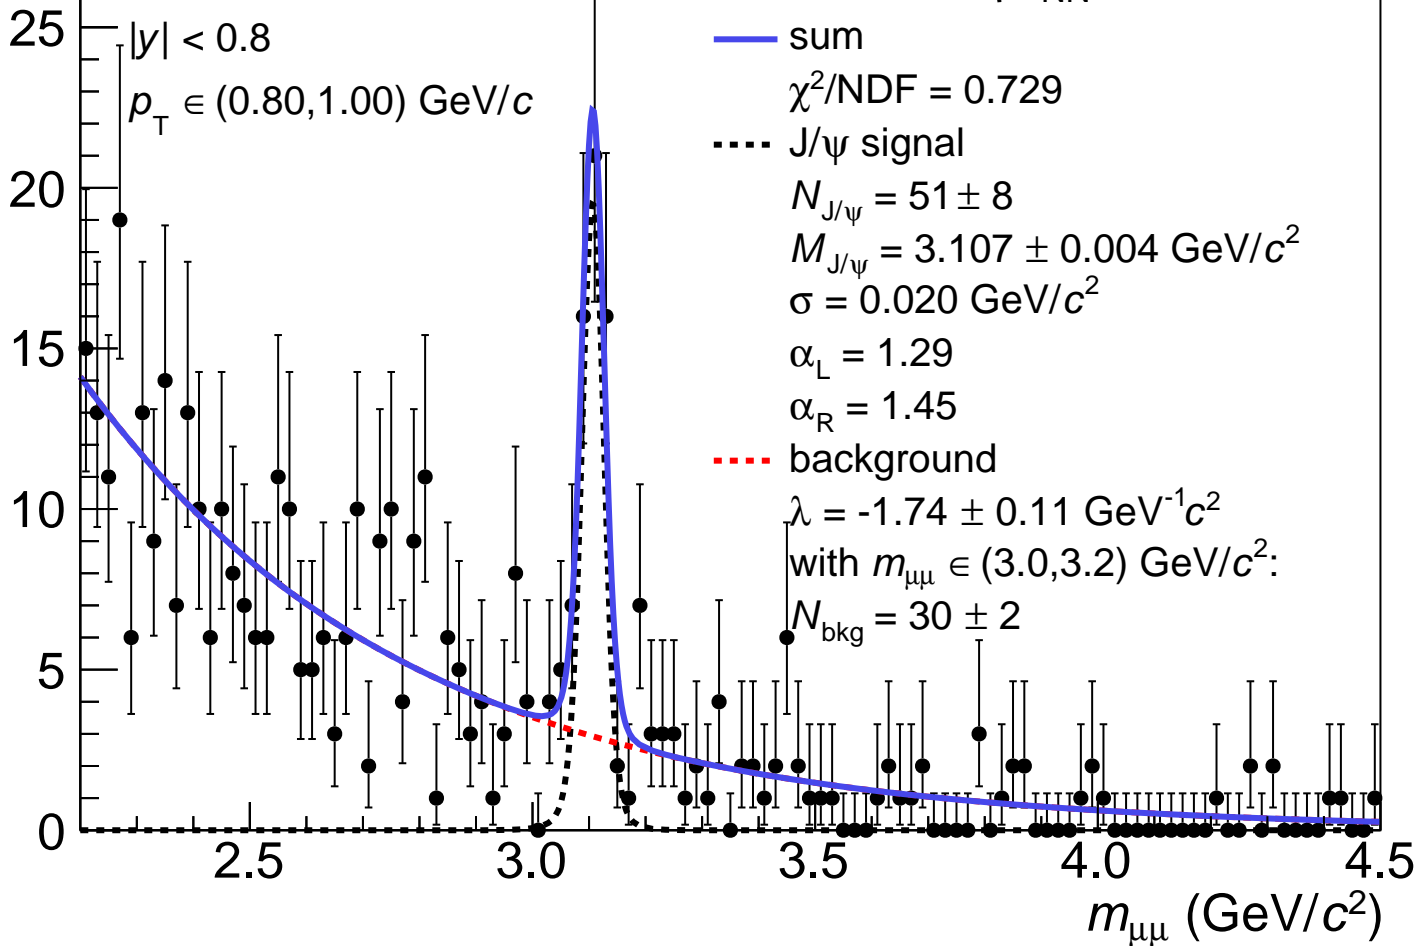 NN
25
20
15
10
5
0
|y| < 0.8
p_T ∈ (0.80,1.00) GeV/c
sum
χ²/NDF = 0.729
J/ψ signal
N_J/ψ = 51 ± 8
M_J/ψ = 3.107 ± 0.004 GeV/c²
σ = 0.020 GeV/c²
α_L = 1.29
α_R = 1.45
background
λ = -1.74 ± 0.11 GeV⁻¹c²
with m_μμ ∈ (3.0,3.2) GeV/c²:
N_bkg = 30 ± 2
2.5 3.0 3.5 4.0 4.5
m_μμ (GeV/c²)